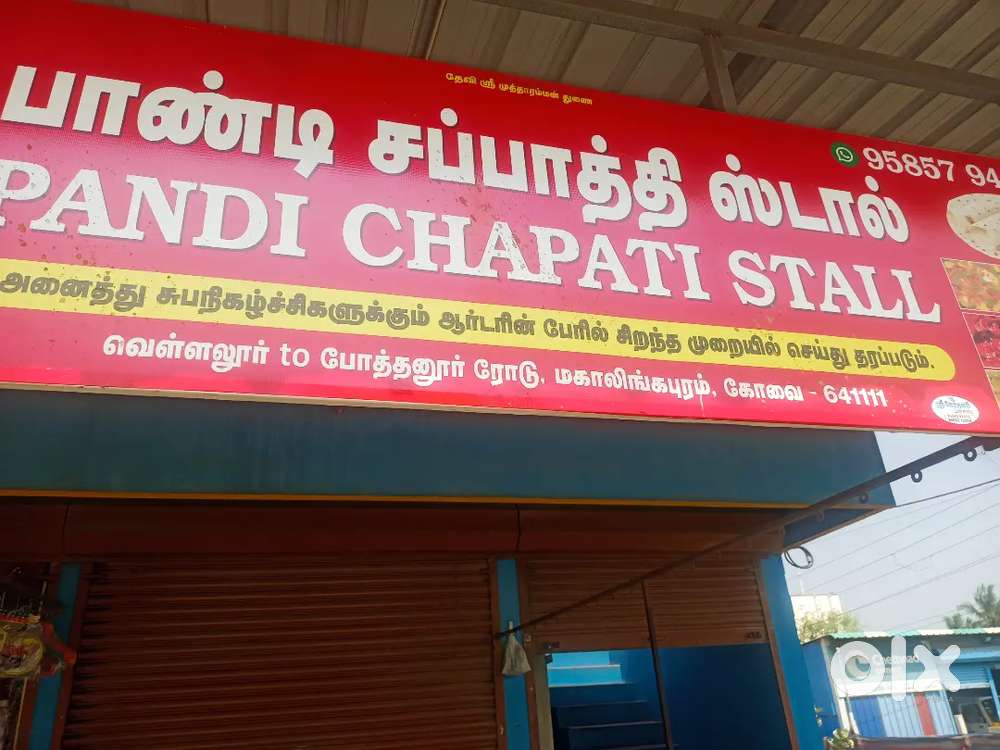 தேவி ஸ்ரீ முத்தாரம்மன் துணை
பாண்டி சப்பாத்தி ஸ்டால்
95857 94
PANDI CHAPATI STALL
அனைத்து சுபநிகழ்ச்சிகளுக்கும் ஆர்டரின் பேரில் சிறந்த முறையில் செய்து தரப்படும்.
வெள்ளலூர் to போத்தனூர் ரோடு, மகாலிங்கபுரம், கோவை - 641111
olx